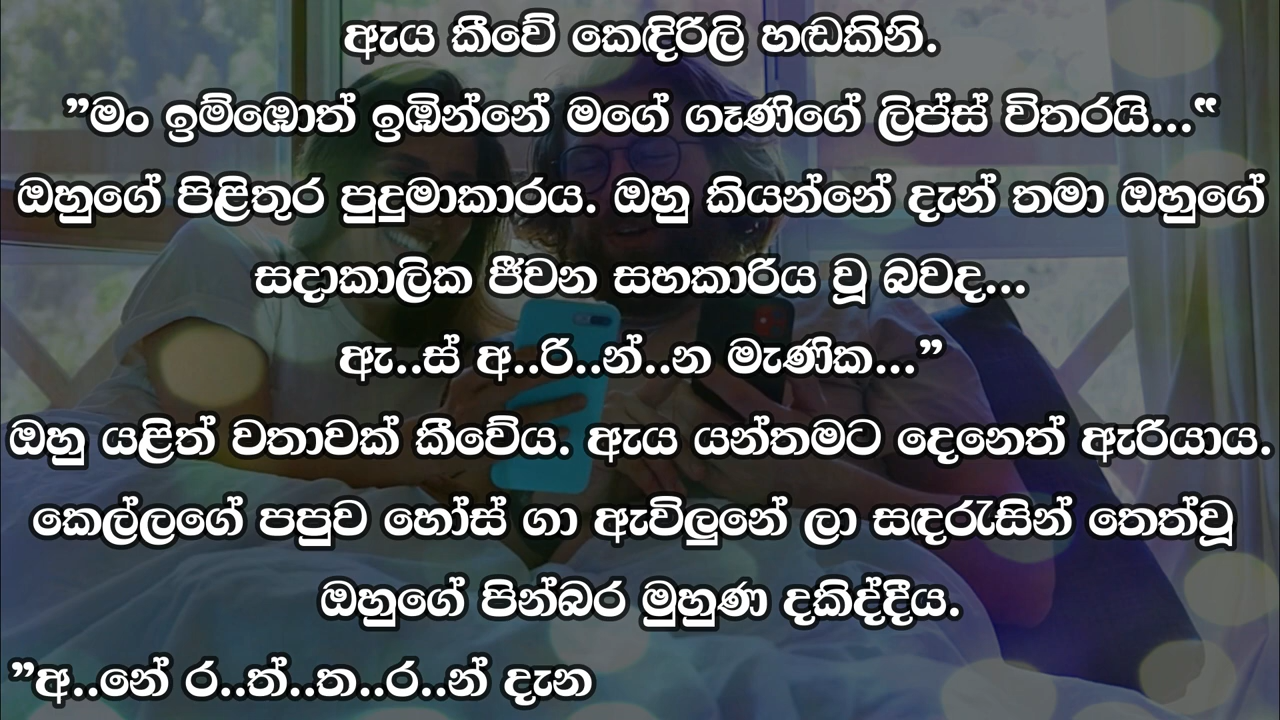 ඇය කීවේ කෙඳිරිලි හඬකිනි.
”මං ඉම්ඹොත් ඉඹින්නේ මගේ ගෑණිගේ ලිප්ස් විතරයි...“
ඔහුගේ පිළිතුර පුදුමාකාරය. ඔහු කියන්නේ දැන් තමා ඔහුගේ
සදාකාලික ජීවන සහකාරිය වූ බවද...
ඇ..ස් අ..රි..න්..න මැණික...”
ඔහු යළිත් වතාවක් කීවේය. ඇය යන්තමට දෙනෙත් ඇරියාය.
කෙල්ලගේ පපුව හෝස් ගා ඇවිලුනේ ලා සඳරැසින් තෙත්වූ
ඔහුගේ පින්බර මුහුණ දකිද්දීය.
”අ..නේ ර..ත්..ත..ර..න් දැන